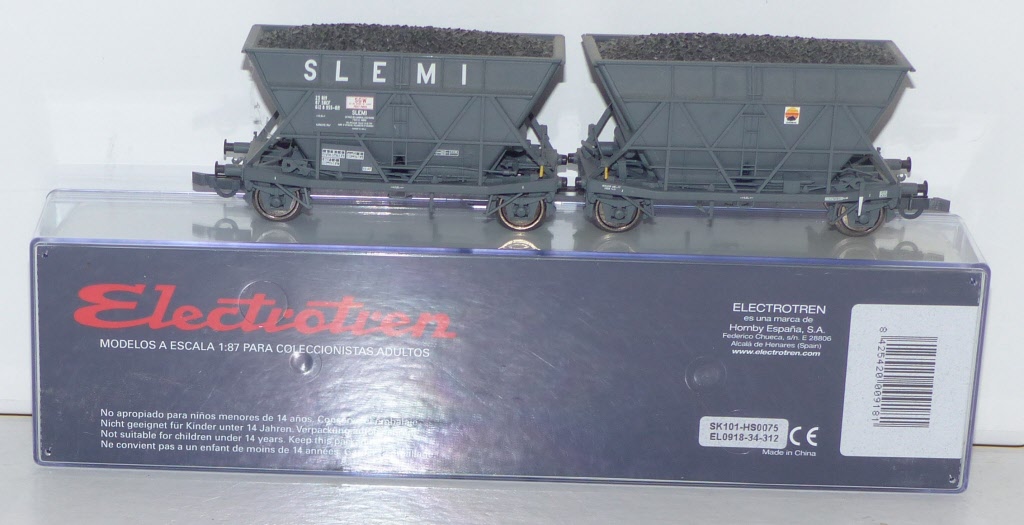 SLEMI
SLEMI
Electrotren
MODELOS A ESCALA 1:87 PARA COLECCIONISTAS ADULTOS
ELECTROTREN
es una marca de
Hornby España, S.A.
Federico Chueca, s/n. E 28806
Alcalá de Henares (Spain)
www.electrotren.com
No apropiado para niños menores de 14 años.
Nicht geeignet für Kinder unter 14 Jahren.
Not suitable for children under 14 years. Keep this
Ne convient pas a un enfant de moins de 14 années.
SK101-HS0075
EL0918-34-312
CE
Made in China
8425420009181